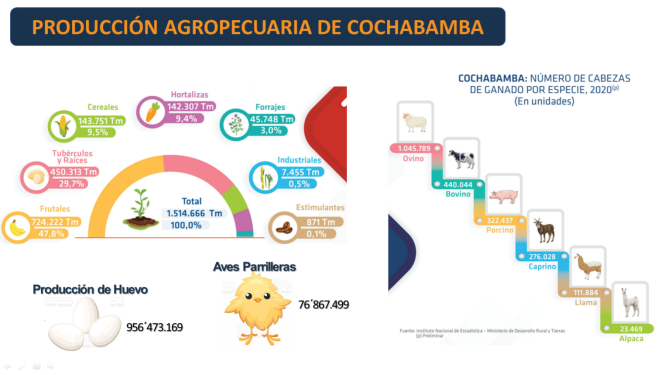 PRODUCCIÓN AGROPECUARIA DE COCHABAMBA
Hortalizas
142.307 Tm
9,4%
Cereales
143.751 Tm
9,5%
Forrajes
45.748 Tm
3,0%
Tubérculos
y Raíces
450.313 Tm
29,7%
Industriales
7.455 Tm
0,5%
Frutales
724.222 Tm
47,8%
Total
1.514.666 Tm
100,0%
Estimulantes
871 Tm
0,1%
Producción de Huevo
956´473.169
Aves Parrilleras
76´867.499
COCHABAMBA: NÚMERO DE CABEZAS
DE GANADO POR ESPECIE, 2020(p)
(En unidades)
1.045.789
Ovino
440.044
Bovino
322.437
Porcino
276.028
Caprino
111.884
Llama
23.469
Alpaca
Fuente: Instituto Nacional de Estadística - Ministerio de Desarrollo Rural y Tierras
(p) Preliminar